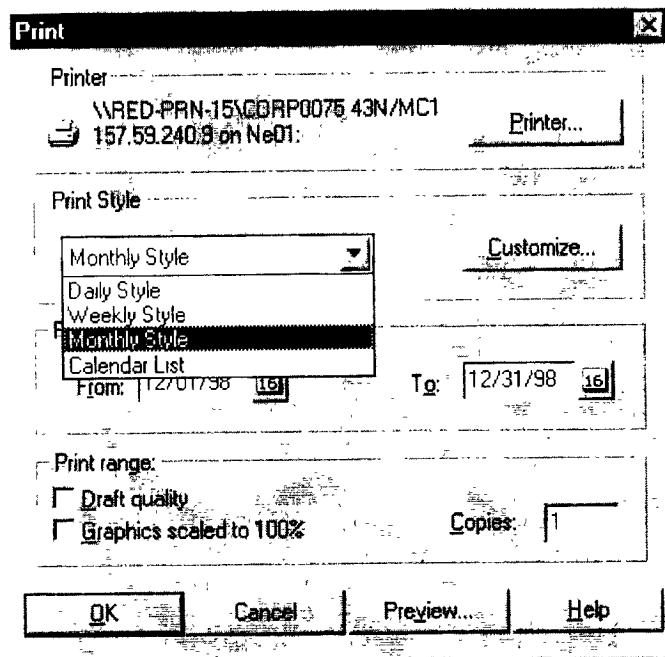 Print
Printer
\\RED-PRN-15\CORP0075 43N/MC1
157.59.240.9 on Ne01:
Printer...
Print Style
Monthly Style
Customize...
Daily Style
Weekly Style
Monthly Style
Calendar List
From: 12/01/98 16
To: 12/31/98 16
Print range:
Draft quality
Graphics scaled to 100%
Copies: 1
OK Cancel Preview... Help